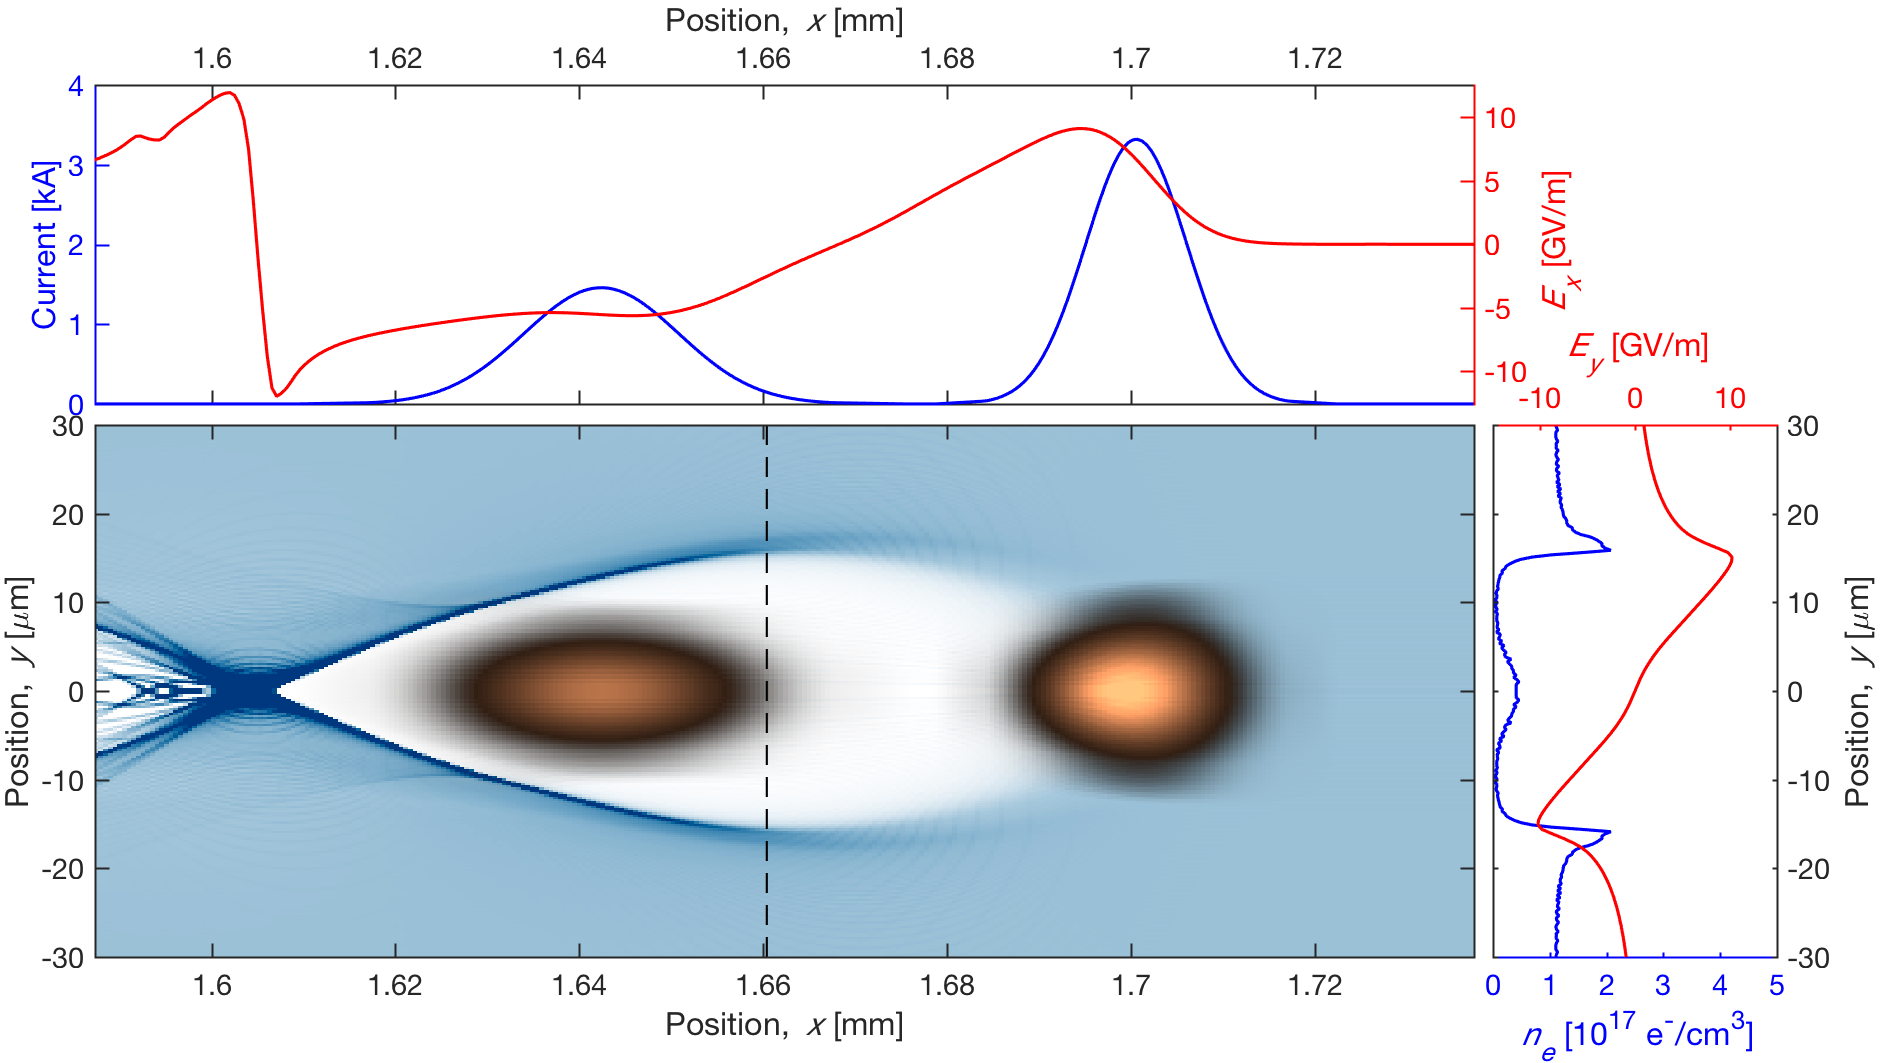 Position, x [mm]
1.6 1.62 1.64 1.66 1.68 1.7 1.72
4
3
2
1
0
Current [kA]
10
5
0
-5
-10
Ex [GV/m]
Ey [GV/m]
-10 0 10
30
20
10
0
-10
-20
-30
Position, y [μm]
1.6 1.62 1.64 1.66 1.68 1.7 1.72
Position, x [mm]
30
20
10
0
-10
-20
-30
Position, y [μm]
0 1 2 3 4 5
ne [10^17 e^-/cm^3]